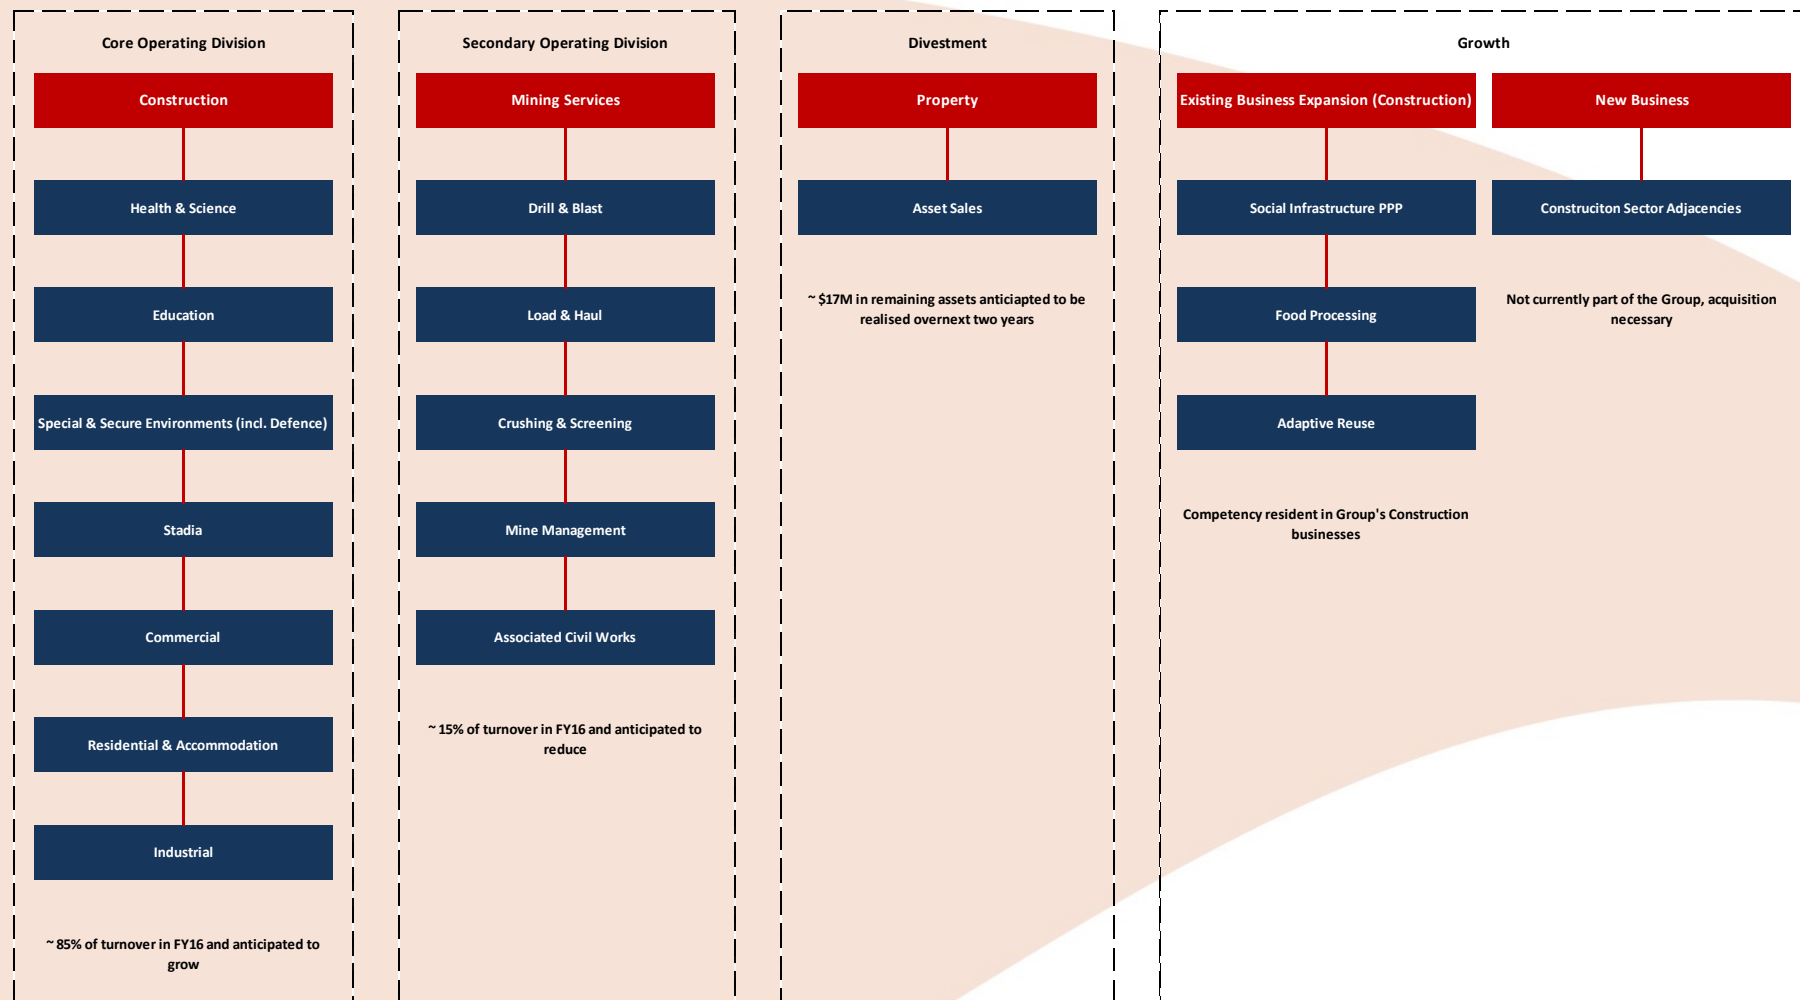 Core Operating Division
Construction
Health & Science
Education
Special & Secure Environments (incl. Defence)
Stadia
Commercial
Residential & Accommodation
Industrial
~ 85% of turnover in FY16 and anticipated to
grow
Secondary Operating Division
Mining Services
Drill & Blast
Load & Haul
Crushing & Screening
Mine Management
Associated Civil Works
~ 15% of turnover in FY16 and anticipated to
reduce
Divestment
Property
Asset Sales
~ $17M in remaining assets anticiapted to be
realised overnext two years
Growth
Existing Business Expansion (Construction)
Social Infrastructure PPP
Food Processing
Adaptive Reuse
Competency resident in Group's Construction
businesses
New Business
Construciton Sector Adjacencies
Not currently part of the Group, acquisition
necessary